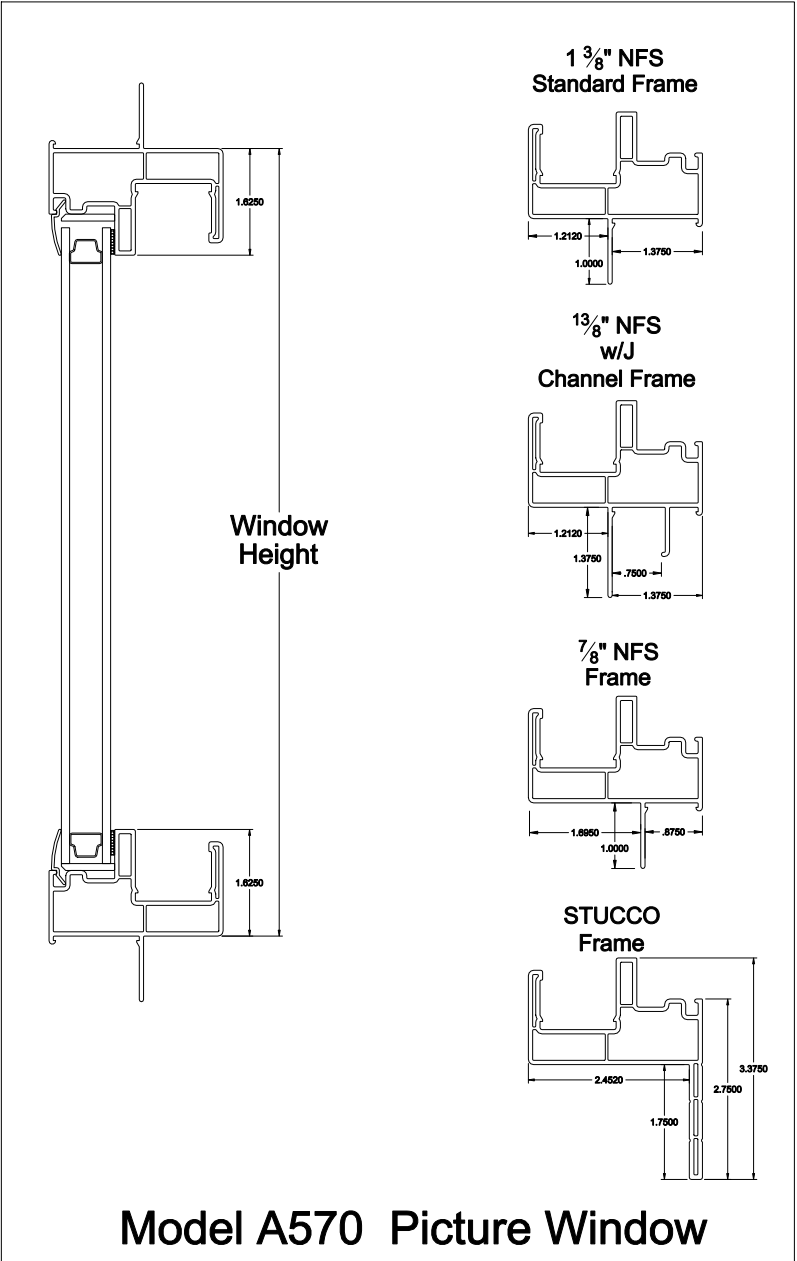 1 ⅜" NFS
Standard Frame
1.6250
1.2120
1.3750
1.0000
1⅜" NFS
w/J
Channel Frame
1.2120
1.3750
.7500
1.3750
Window
Height
⅞" NFS
Frame
1.6950
.8750
1.0000
1.6250
STUCCO
Frame
2.4520
3.3750
2.7500
1.7500
Model A570 Picture Window